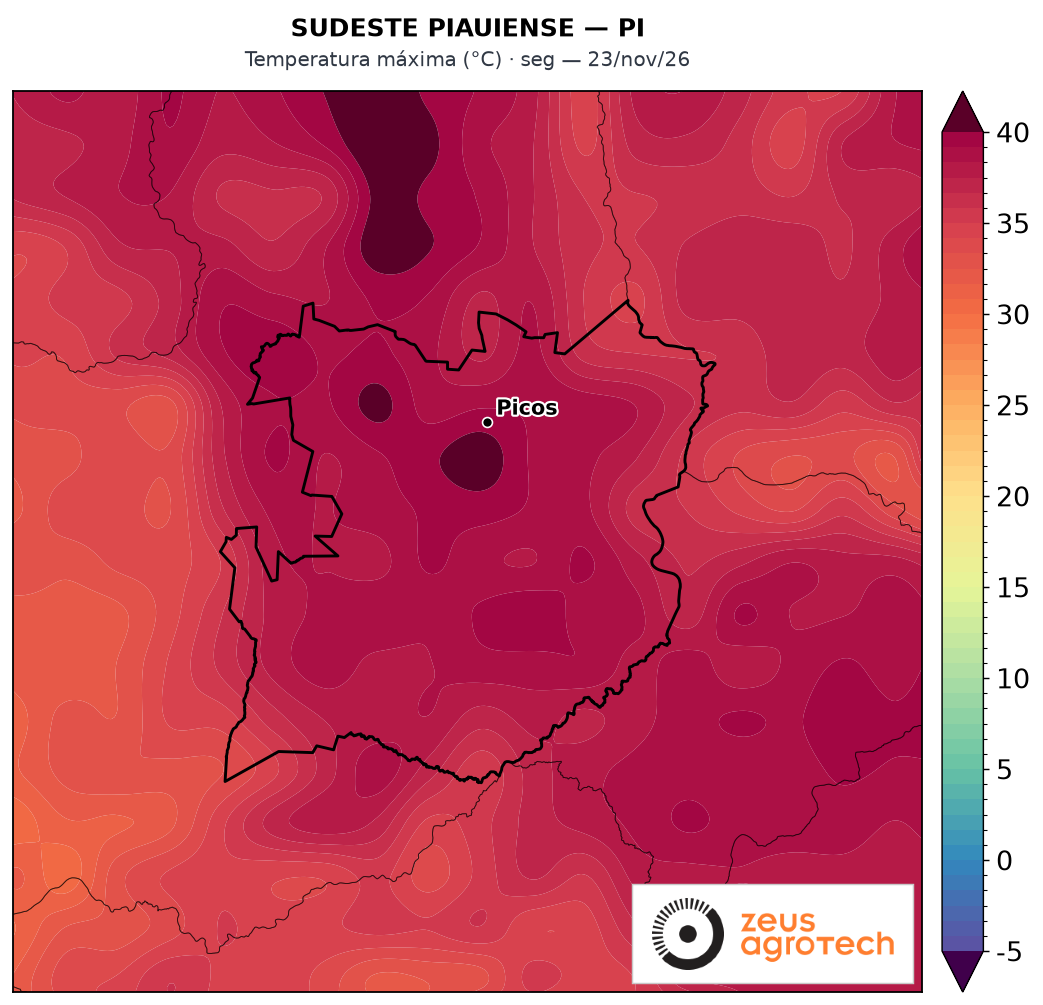 SUDESTE PIAUIENSE — PI
Temperatura máxima (°C) · seg — 23/nov/26
Picos
40
35
30
25
20
15
10
5
0
-5
zeus
agrotech